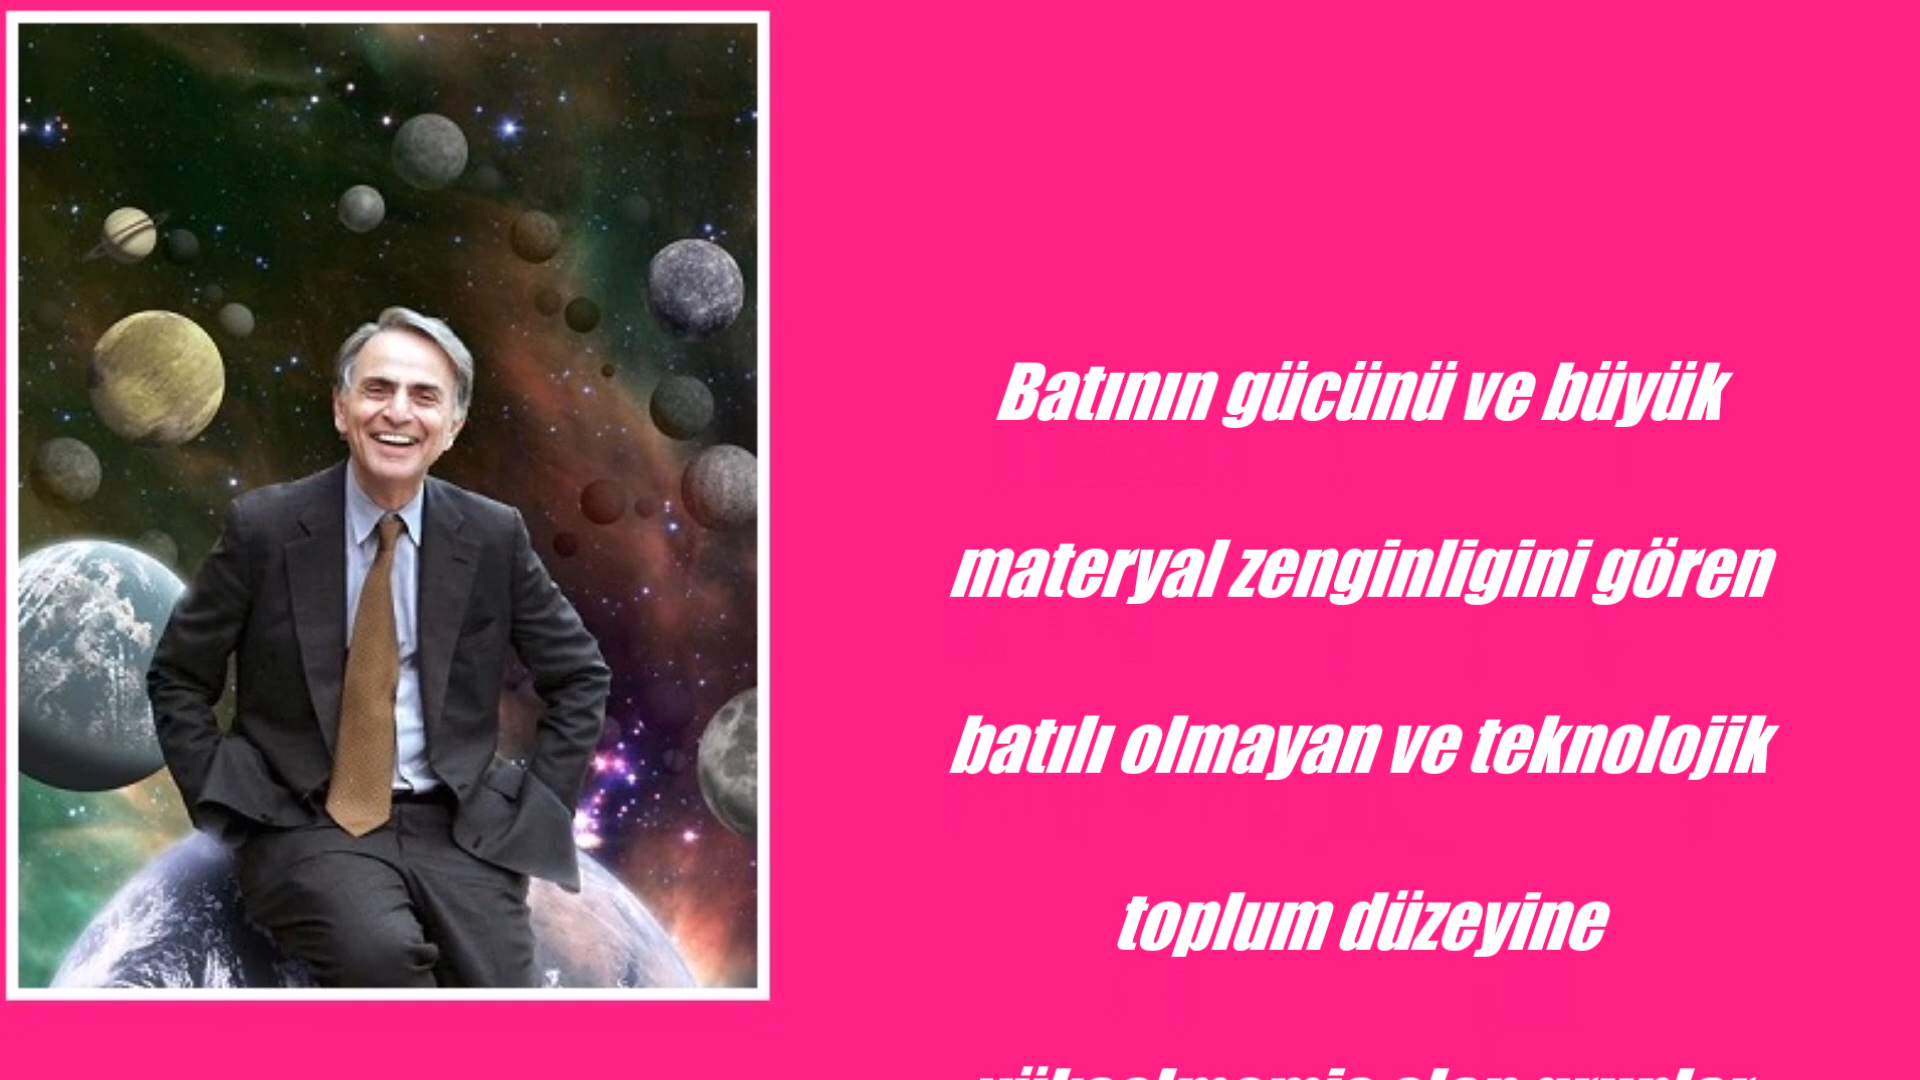 Batının gücünü ve büyük
materyal zenginligini gören
batılı olmayan ve teknolojik
toplum düzeyine